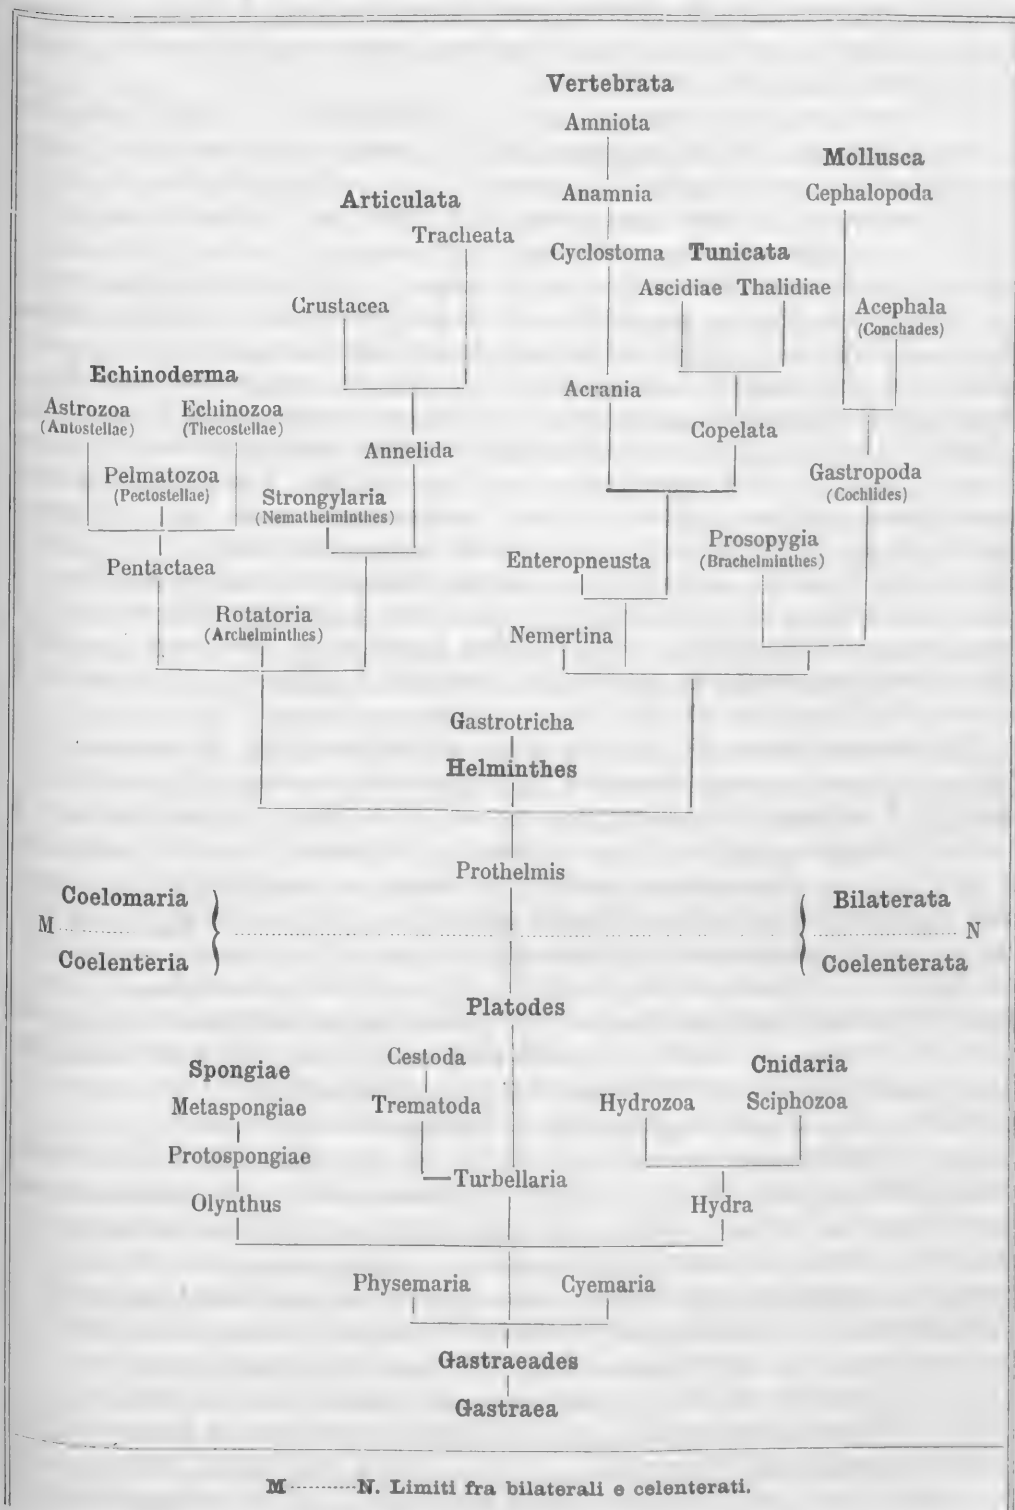 Vertebrata
Amniota
Mollusca
Anamnia
Cephalopoda
Articulata
Tracheata
Cyclostoma Tunicata
Ascidiae Thalidiae
Crustacea
Acephala
(Conchades)
Echinoderma
Acrania
Astrozoa Echinozoa
(Antostellae) (Thecostellae)
Copelata
Annelida
Pelmatozoa
(Pectostellae)
Gastropoda
(Cochlides)
Strongylaria
(Nemathelminthes)
Prosopygia
(Brachelminthes)
Enteropneusta
Pentactaea
Rotatoria
(Archelminthes)
Nemertina
Gastrotricha
Helminthes
Prothelmis
Coelomaria Bilaterata
M N
Coelenteria Coelenterata
Platodes
Cestoda
Spongiae Cnidaria
Metaspongiae Trematoda Hydrozoa Sciphozoa
Protospongiae
Turbellaria
Olynthus Hydra
Physemaria Cyemaria
Gastraeades
Gastraea
M ---------- N. Limiti fra bilaterali e celenterati.